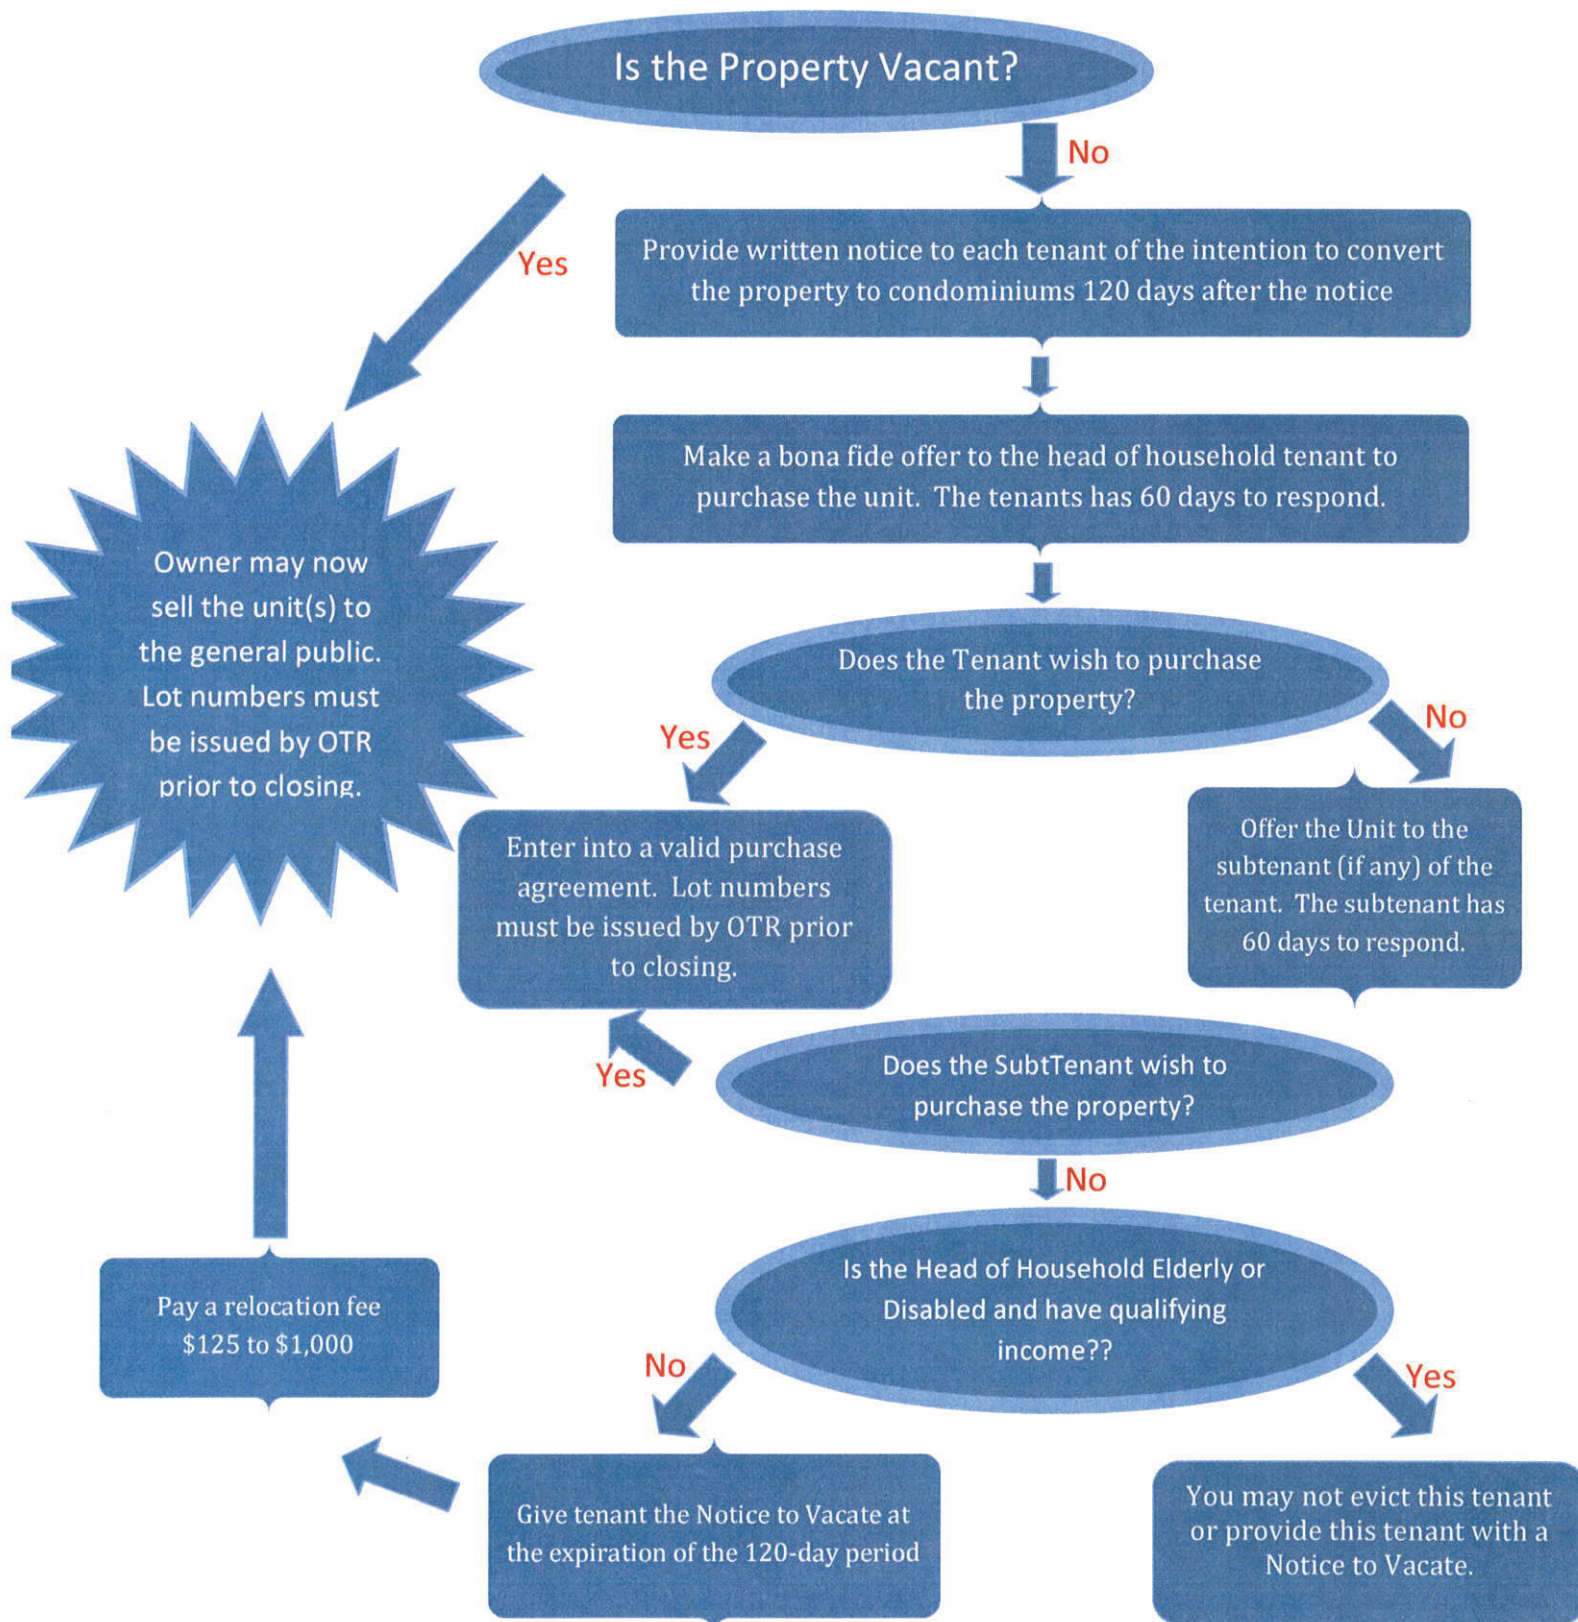 Is the Property Vacant?
No
Yes
Provide written notice to each tenant of the intention to convert
the property to condominiums 120 days after the notice
Make a bona fide offer to the head of household tenant to
purchase the unit.  The tenants has 60 days to respond.
Owner may now
sell the unit(s) to
the general public.
Lot numbers must
be issued by OTR
prior to closing.
Does the Tenant wish to purchase
the property?
Yes
No
Enter into a valid purchase
agreement.  Lot numbers
must be issued by OTR prior
to closing.
Offer the Unit to the
subtenant (if any) of the
tenant.  The subtenant has
60 days to respond.
Does the SubtTenant wish to
purchase the property?
Yes
No
Is the Head of Household Elderly or
Disabled and have qualifying
income??
No
Yes
Pay a relocation fee
$125 to $1,000
Give tenant the Notice to Vacate at
the expiration of the 120-day period
You may not evict this tenant
or provide this tenant with a
Notice to Vacate.